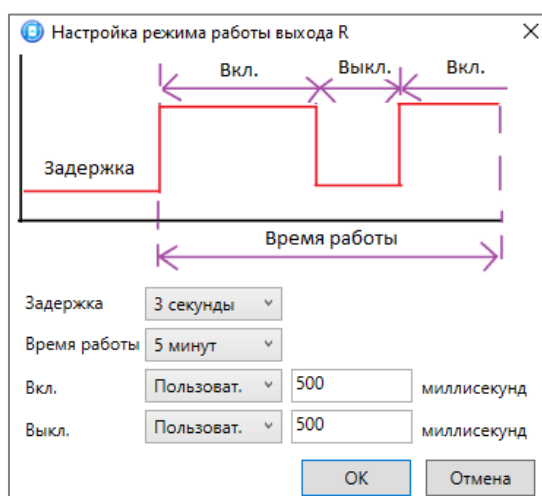 Настройка режима работы выхода R
Вкл. Выкл. Вкл.
Задержка
Время работы
Задержка 3 секунды
Время работы 5 минут
Вкл. Пользоват. 500 миллисекунд
Выкл. Пользоват. 500 миллисекунд
ОК Отмена